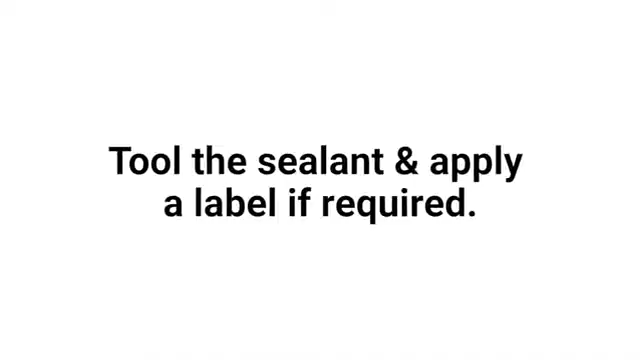 Tool the sealant & apply
a label if required.